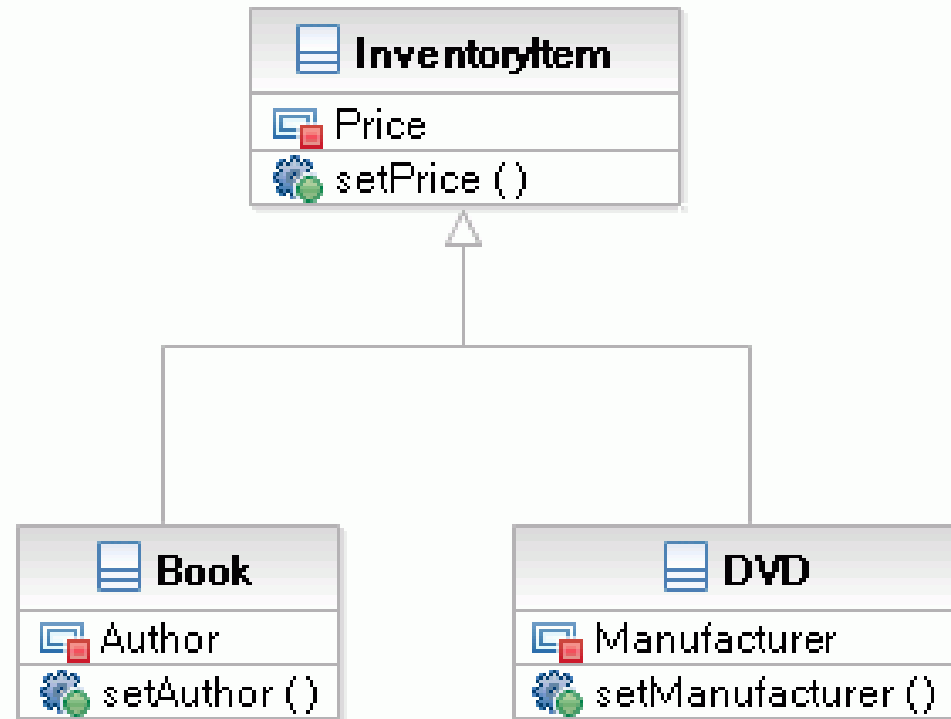 InventoryItem
Price
setPrice ( )
Book
Author
setAuthor ( )
DVD
Manufacturer
setManufacturer ( )